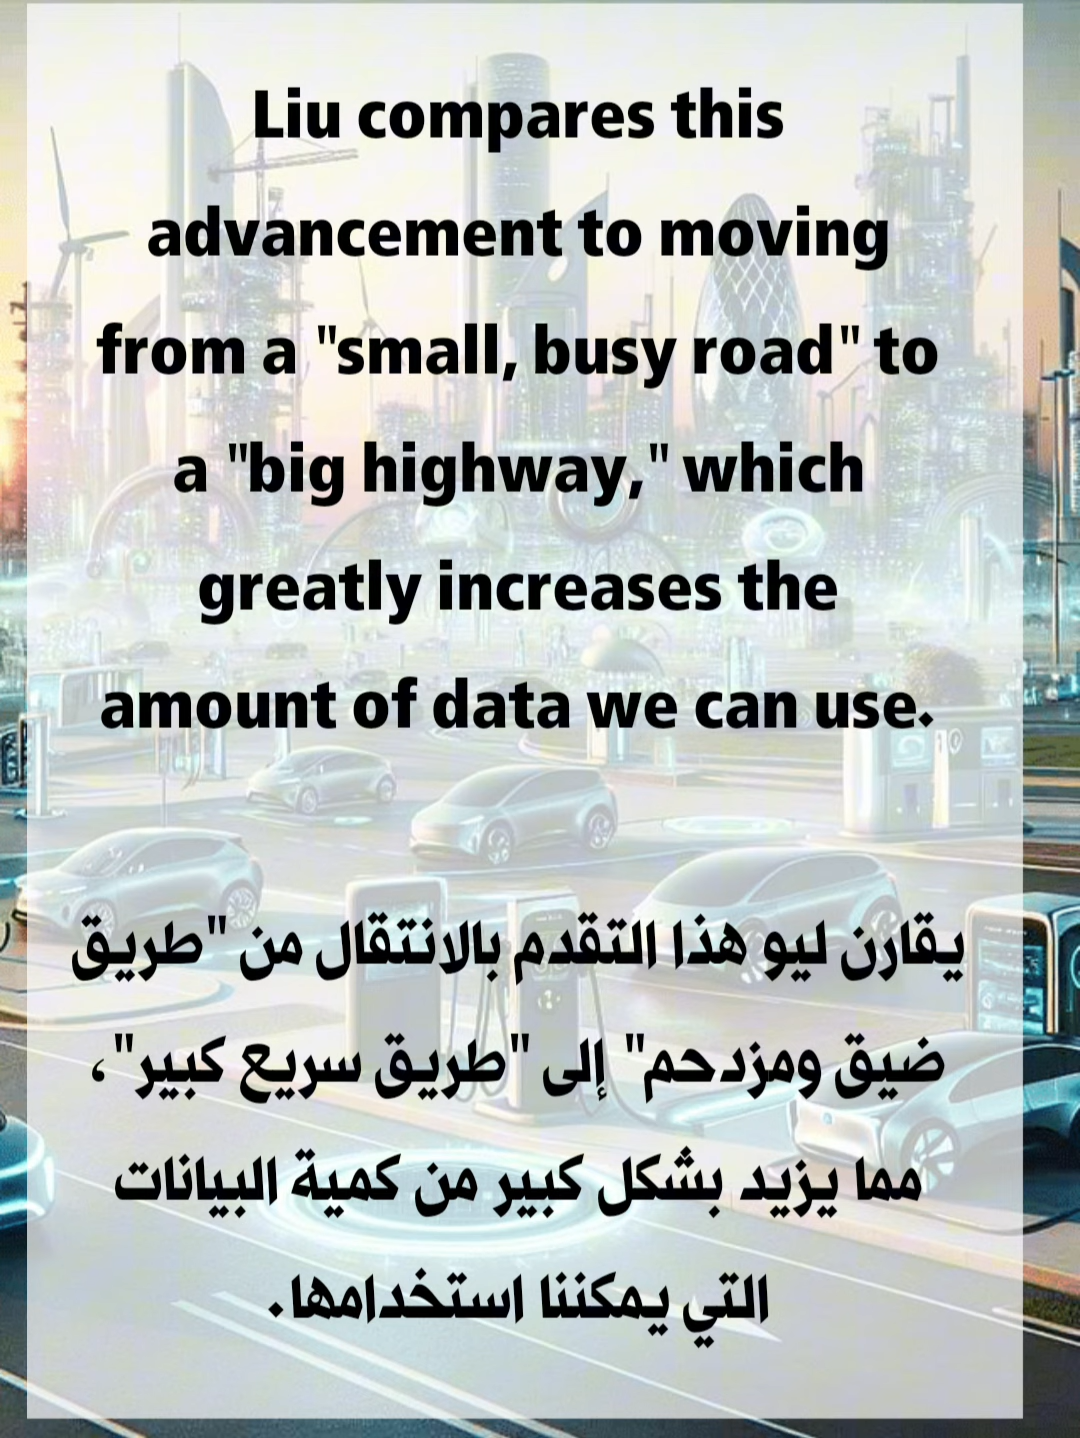 Liu compares this
advancement to moving
from a "small, busy road" to
a "big highway," which
greatly increases the
amount of data we can use.
يقارن ليو هذا التقدم بالانتقال من "طريق
ضيق ومزدحم" إلى "طريق سريع كبير"،
مما يزيد بشكل كبير من كمية البيانات
التي يمكننا استخدامها.